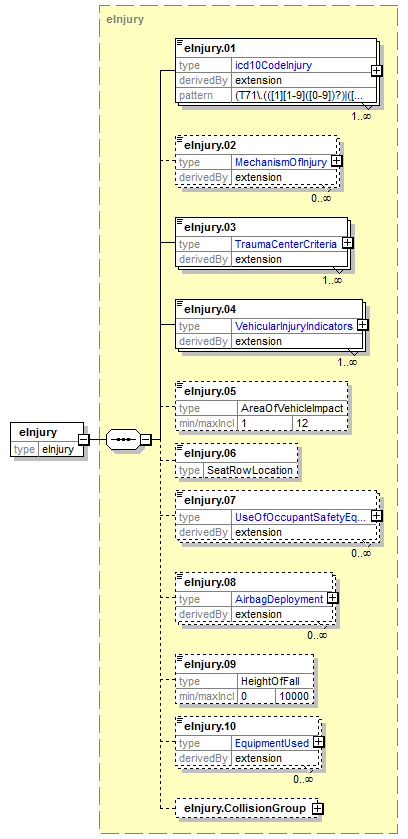 eInjury
eInjury.01
type icd10CodeInjury
derivedBy extension
pattern (T71\.(([1][1-9]([0-9])?)|([...
1..∞
eInjury.02
type MechanismOfInjury
derivedBy extension
0..∞
eInjury.03
type TraumaCenterCriteria
derivedBy extension
1..∞
eInjury.04
type VehicularInjuryIndicators
derivedBy extension
1..∞
eInjury.05
type AreaOfVehicleImpact
min/maxIncl 1 12
eInjury
type eInjury
eInjury.06
type SeatRowLocation
eInjury.07
type UseOfOccupantSafetyEq...
derivedBy extension
0..∞
eInjury.08
type AirbagDeployment
derivedBy extension
0..∞
eInjury.09
type HeightOfFall
min/maxIncl 0 10000
eInjury.10
type EquipmentUsed
derivedBy extension
0..∞
eInjury.CollisionGroup